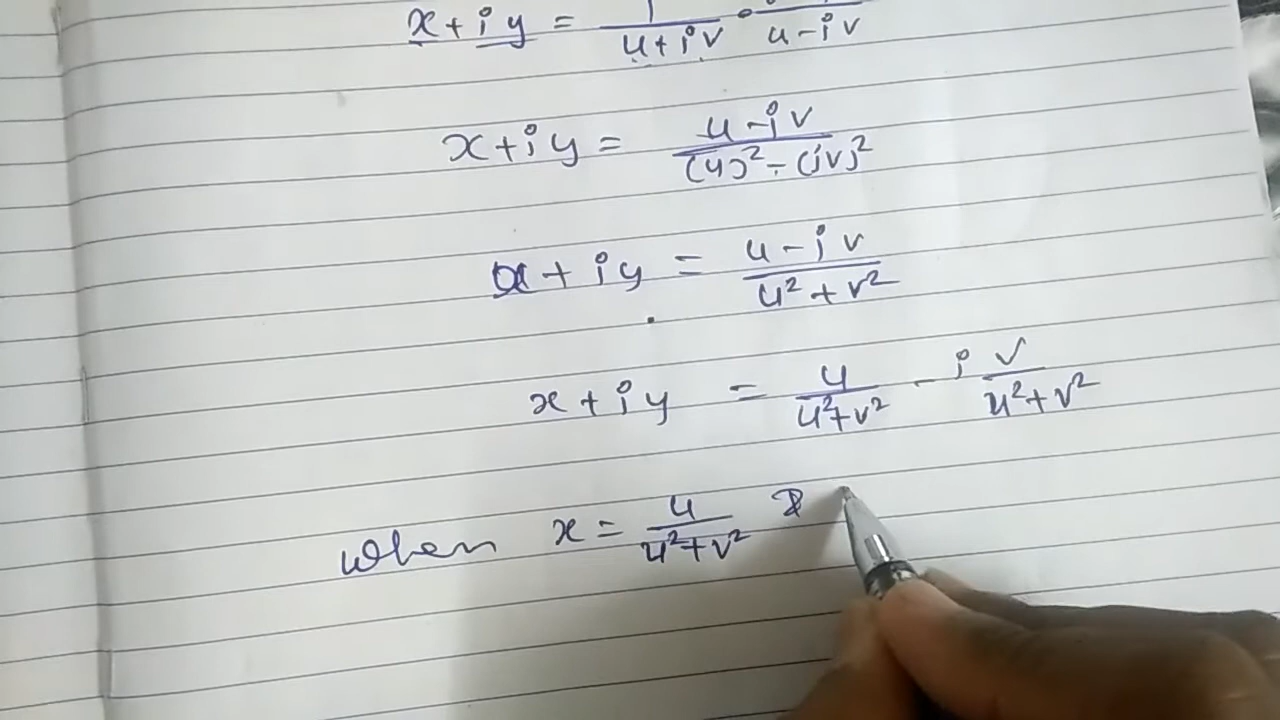 x + iy = 1/(u+iv) · /(u-iv)
x + iy = (u-iv)/((u)² - (iv)²)
x + iy = (u-iv)/(u² + v²)
x + iy = u/(u²+v²) - i v/(u²+v²)
when x = u/(u²+v²) &